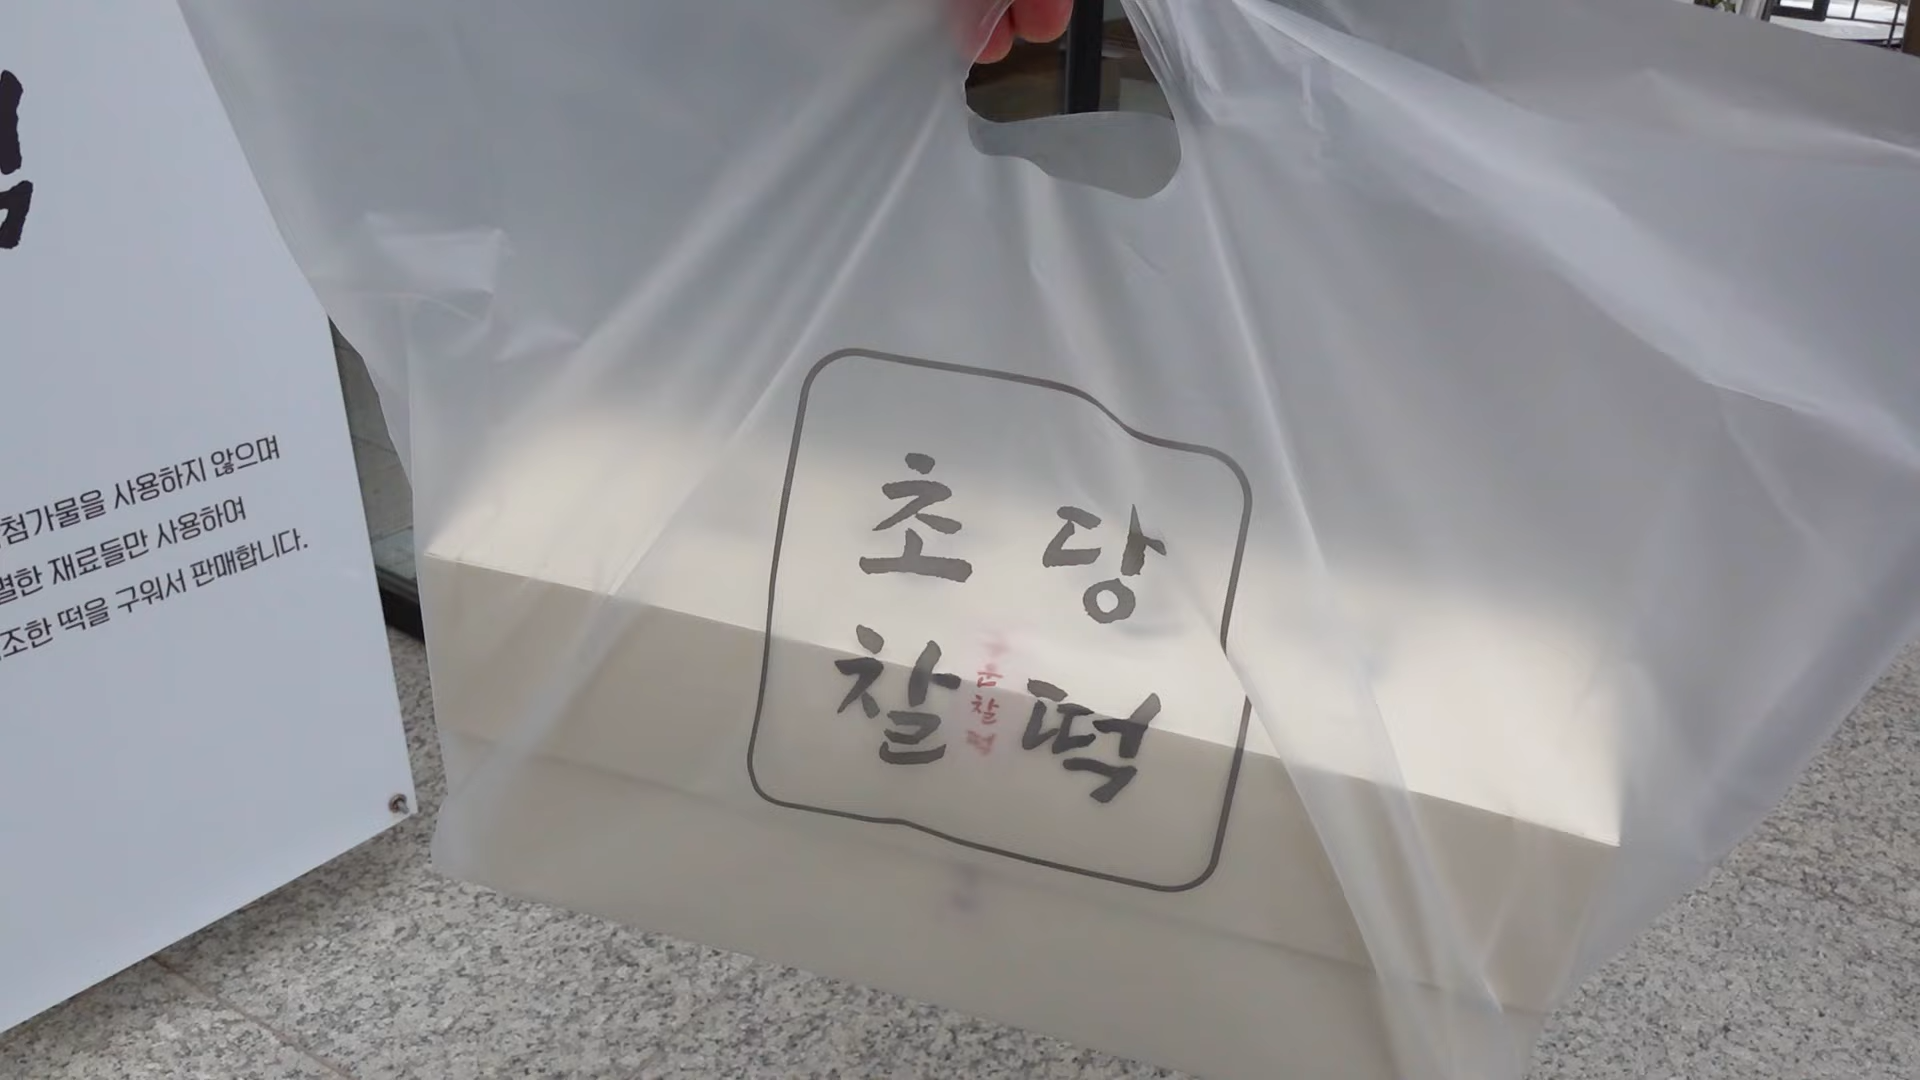 첨가물을 사용하지 않으며
별한 재료들만 사용하여
조한 떡을 구워서 판매합니다.
초당
찰떡
구운찰떡